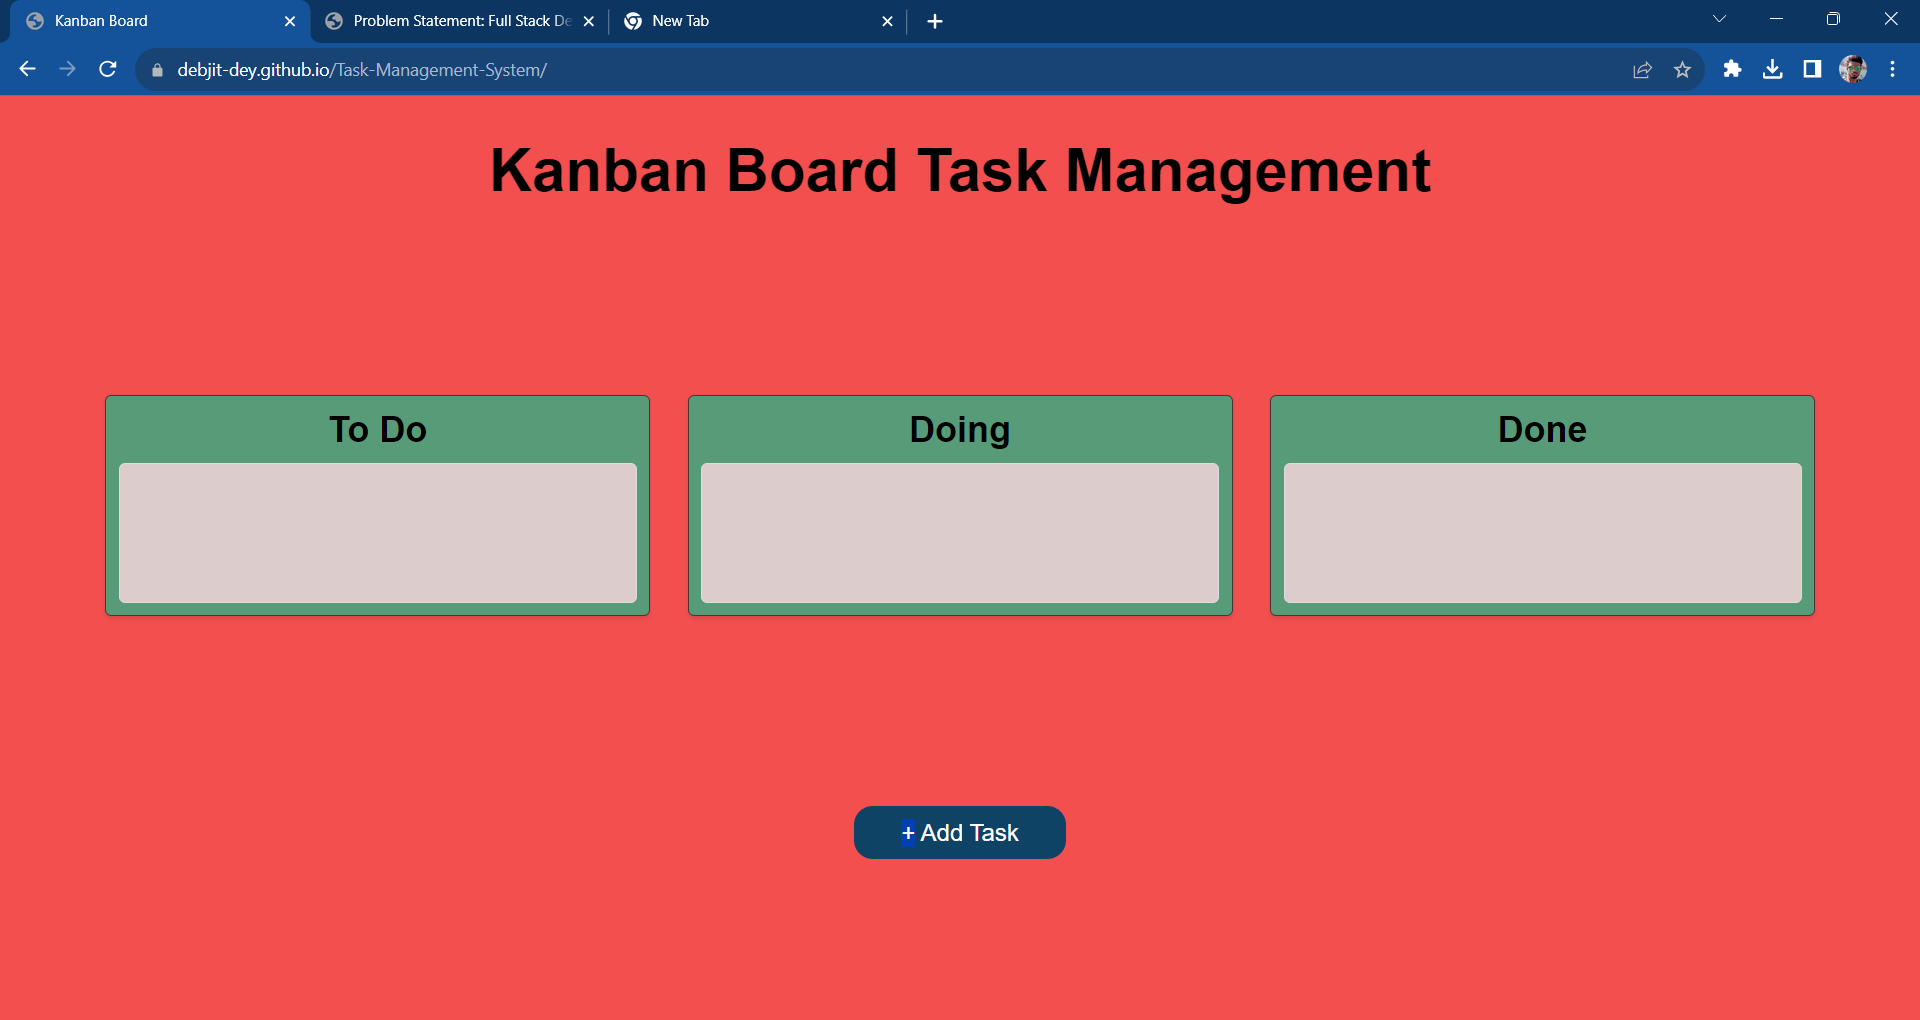 Kanban Board
Problem Statement: Full Stack De
New Tab
debjit-dey.github.io/Task-Management-System/
Kanban Board Task Management
To Do
Doing
Done
+ Add Task